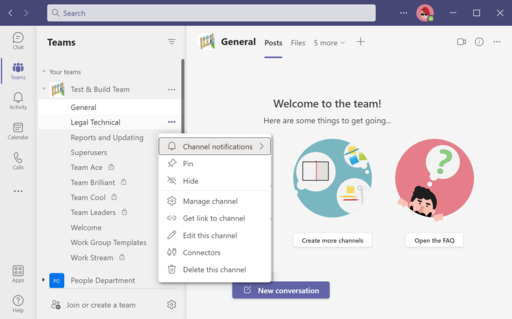 Search
Chat
Teams
Activity
Calendar
Calls
Apps
Help
Teams
Your teams
Test & Build Team
General
Legal Technical
Reports and Updating
Superusers
Team Ace
Team Brilliant
Team Cool
Team Leaders
Welcome
Work Group Templates
Work Stream
PD
People Department
Join or create a team
Channel notifications
Pin
Hide
Manage channel
Get link to channel
Edit this channel
Connectors
Delete this channel
General
Posts
Files
5 more
Welcome to the team!
Here are some things to get going...
?
Create more channels
Open the FAQ
New conversation